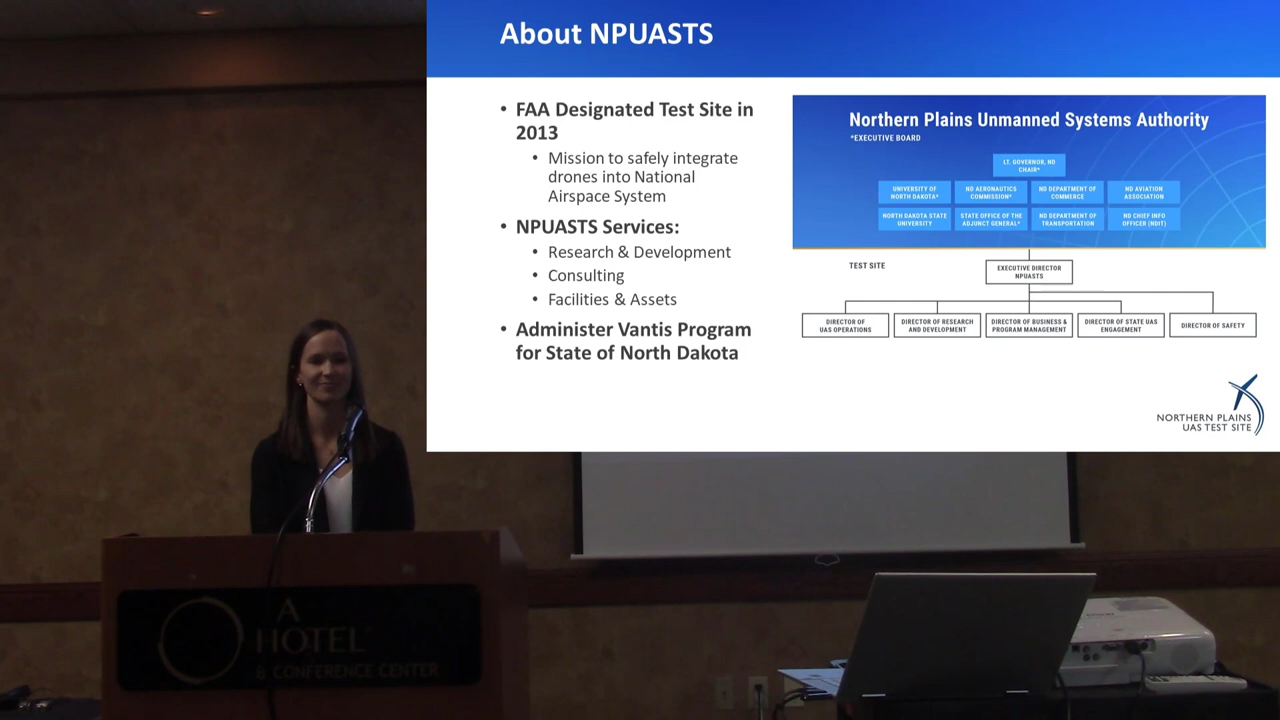 About NPUASTS
• FAA Designated Test Site in
2013
• Mission to safely integrate
drones into National
Airspace System
• NPUASTS Services:
• Research & Development
• Consulting
• Facilities & Assets
• Administer Vantis Program
for State of North Dakota
Northern Plains Unmanned Systems Authority
*EXECUTIVE BOARD
LT. GOVERNOR, ND
CHAIR*
UNIVERSITY OF
NORTH DAKOTA*
ND AERONAUTICS
COMMISSION*
ND DEPARTMENT OF
COMMERCE
ND AVIATION
ASSOCIATION
NORTH DAKOTA STATE
UNIVERSITY
STATE OFFICE OF THE
ADJUNCT GENERAL*
ND DEPARTMENT OF
TRANSPORTATION
ND CHIEF INFO
OFFICER (NDIT)
TEST SITE
EXECUTIVE DIRECTOR
NPUASTS
DIRECTOR OF
UAS OPERATIONS
DIRECTOR OF RESEARCH
AND DEVELOPMENT
DIRECTOR OF BUSINESS &
PROGRAM MANAGEMENT
DIRECTOR OF STATE UAS
ENGAGEMENT
DIRECTOR OF SAFETY
NORTHERN PLAINS
UAS TEST SITE
A
HOTEL
& CONFERENCE CENTER